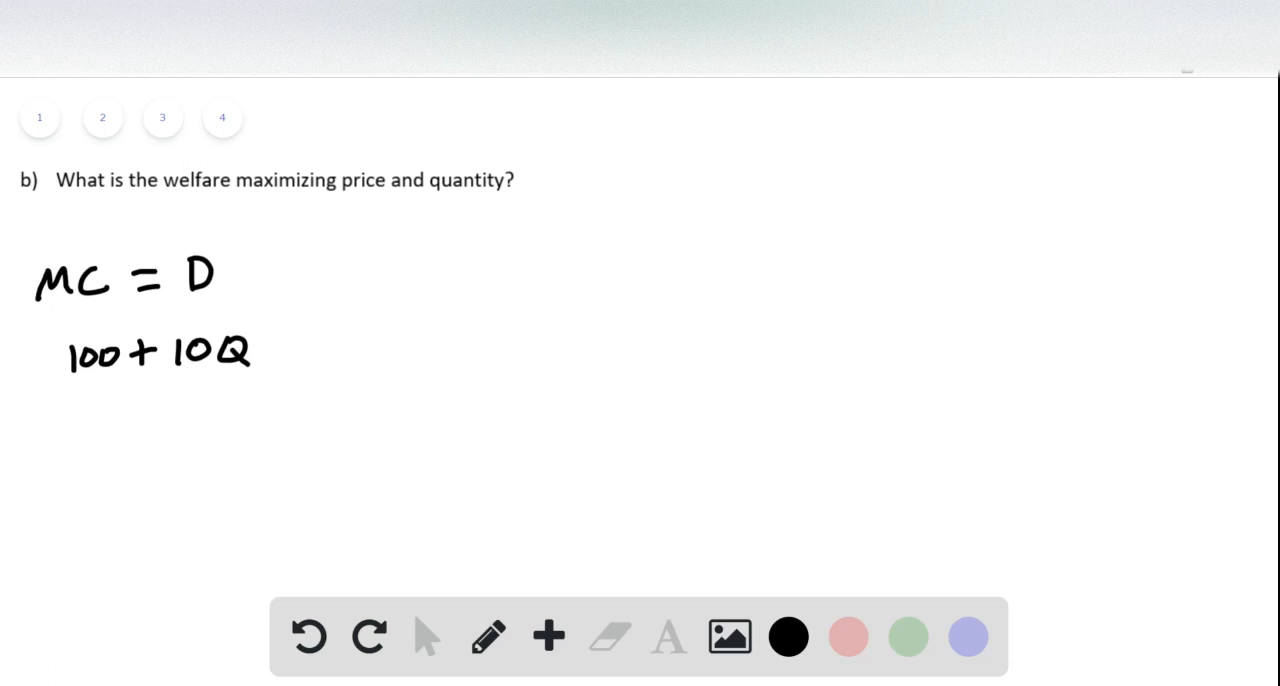 1 2 3 4
b) What is the welfare maximizing price and quantity?
MC = D
100 + 10Q
A